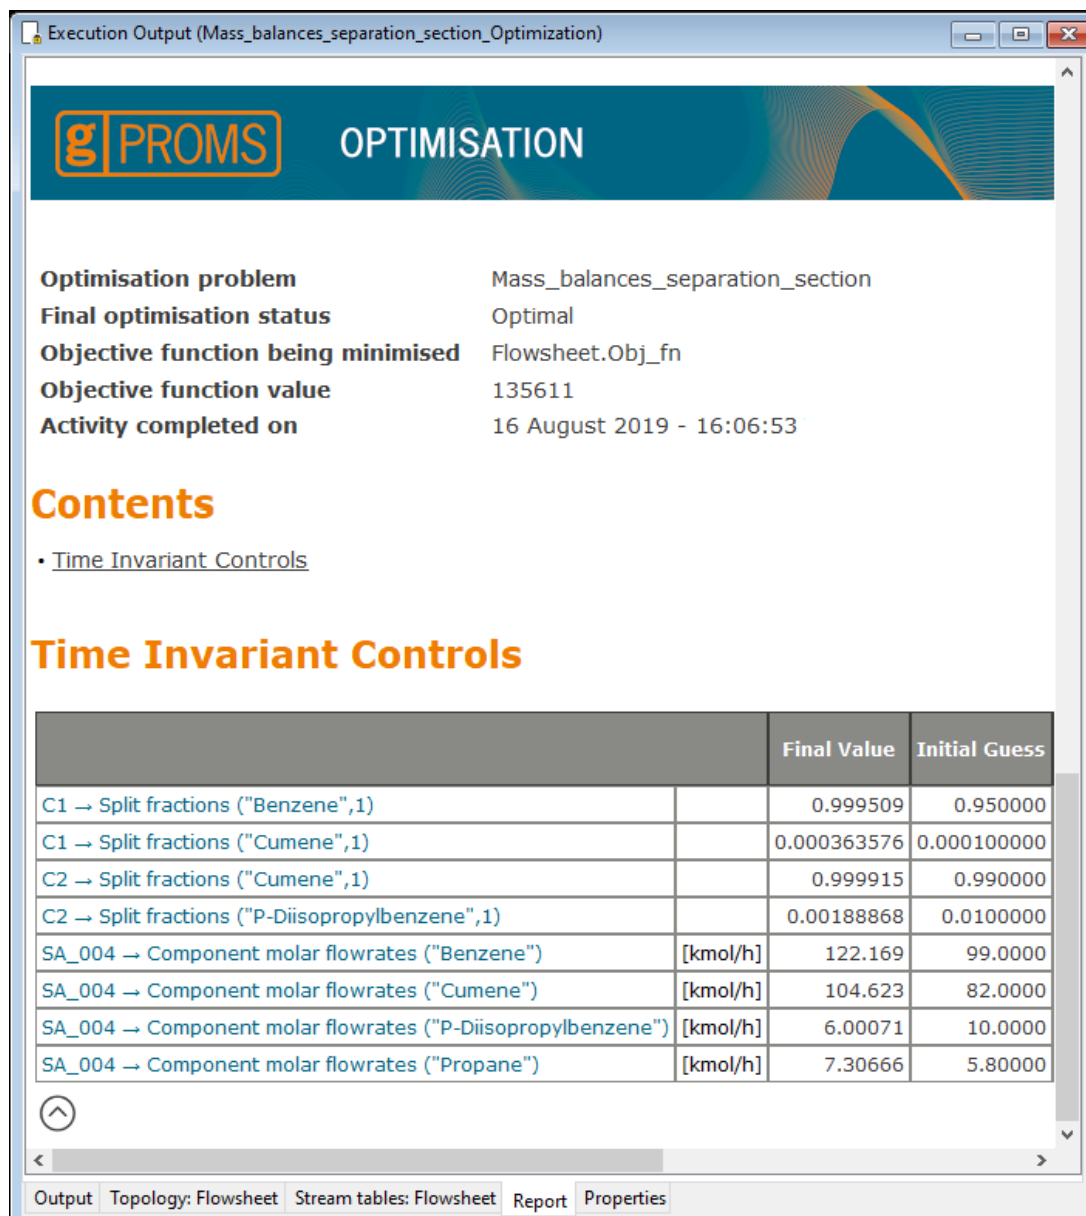 Execution Output (Mass_balances_separation_section_Optimization)
g PROMS OPTIMISATION
Optimisation problem Mass_balances_separation_section
Final optimisation status Optimal
Objective function being minimised Flowsheet.Obj_fn
Objective function value 135611
Activity completed on 16 August 2019 - 16:06:53
Contents
• Time Invariant Controls
Time Invariant Controls
Final Value Initial Guess
C1 → Split fractions ("Benzene",1) 0.999509 0.950000
C1 → Split fractions ("Cumene",1) 0.000363576 0.000100000
C2 → Split fractions ("Cumene",1) 0.999915 0.990000
C2 → Split fractions ("P-Diisopropylbenzene",1) 0.00188868 0.0100000
SA_004 → Component molar flowrates ("Benzene") [kmol/h] 122.169 99.0000
SA_004 → Component molar flowrates ("Cumene") [kmol/h] 104.623 82.0000
SA_004 → Component molar flowrates ("P-Diisopropylbenzene") [kmol/h] 6.00071 10.0000
SA_004 → Component molar flowrates ("Propane") [kmol/h] 7.30666 5.80000
Output Topology: Flowsheet Stream tables: Flowsheet Report Properties